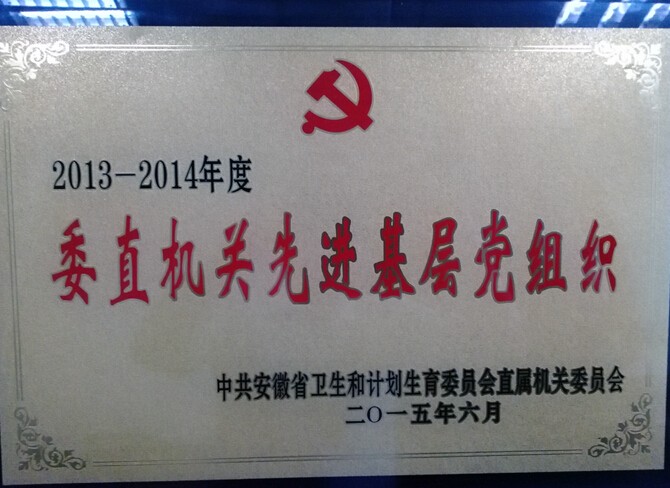 2013－2014年度
委直机关先进基层党组织
中共安徽省卫生和计划生育委员会直属机关委员会
二〇一五年六月